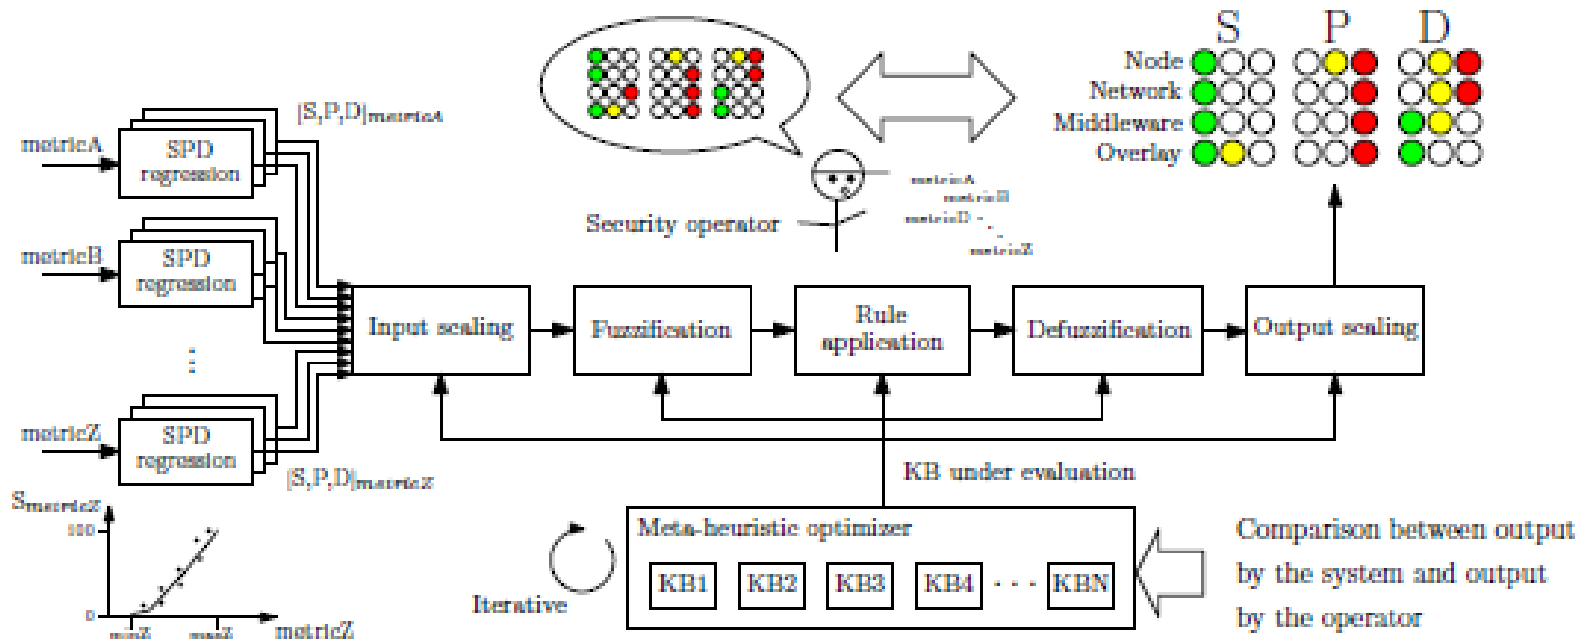 S P D
Node
Network
Middleware
Overlay
[S,P,D]metricA
metricA
SPD
regression
metricA
metricB
metricD
metricZ
Security operator
metricB
SPD
regression
Input scaling
Fuzzification
Rule
application
Defuzzification
Output scaling
metricZ
SPD
regression
[S,P,D]metricZ
KB under evaluation
SmetricZ
100
0
minZ
maxZ
metricZ
Iterative
Meta-heuristic optimizer
KB1
KB2
KB3
KB4
...
KBN
Comparison between output
by the system and output
by the operator